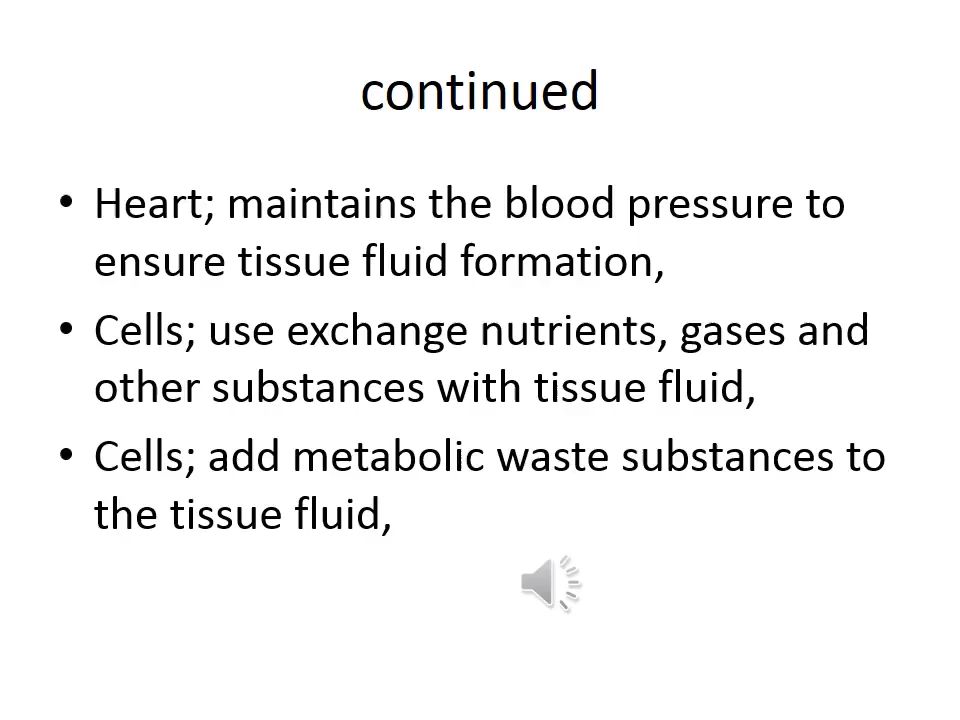 continued
• Heart; maintains the blood pressure to
ensure tissue fluid formation,
• Cells; use exchange nutrients, gases and
other substances with tissue fluid,
• Cells; add metabolic waste substances to
the tissue fluid,